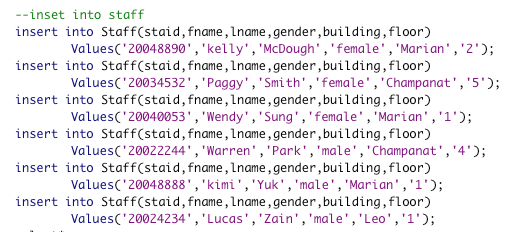 --inset into staff
insert into Staff(staid,fname,lname,gender,building,floor)
Values('20048890','kelly','McDough','female','Marian','2');
insert into Staff(staid,fname,lname,gender,building,floor)
Values('20034532','Paggy','Smith','female','Champanat','5');
insert into Staff(staid,fname,lname,gender,building,floor)
Values('20040053','Wendy','Sung','female','Marian','1');
insert into Staff(staid,fname,lname,gender,building,floor)
Values('20022244','Warren','Park','male','Champanat','4');
insert into Staff(staid,fname,lname,gender,building,floor)
Values('20048888','kimi','Yuk','male','Marian','1');
insert into Staff(staid,fname,lname,gender,building,floor)
Values('20024234','Lucas','Zain','male','Leo','1');